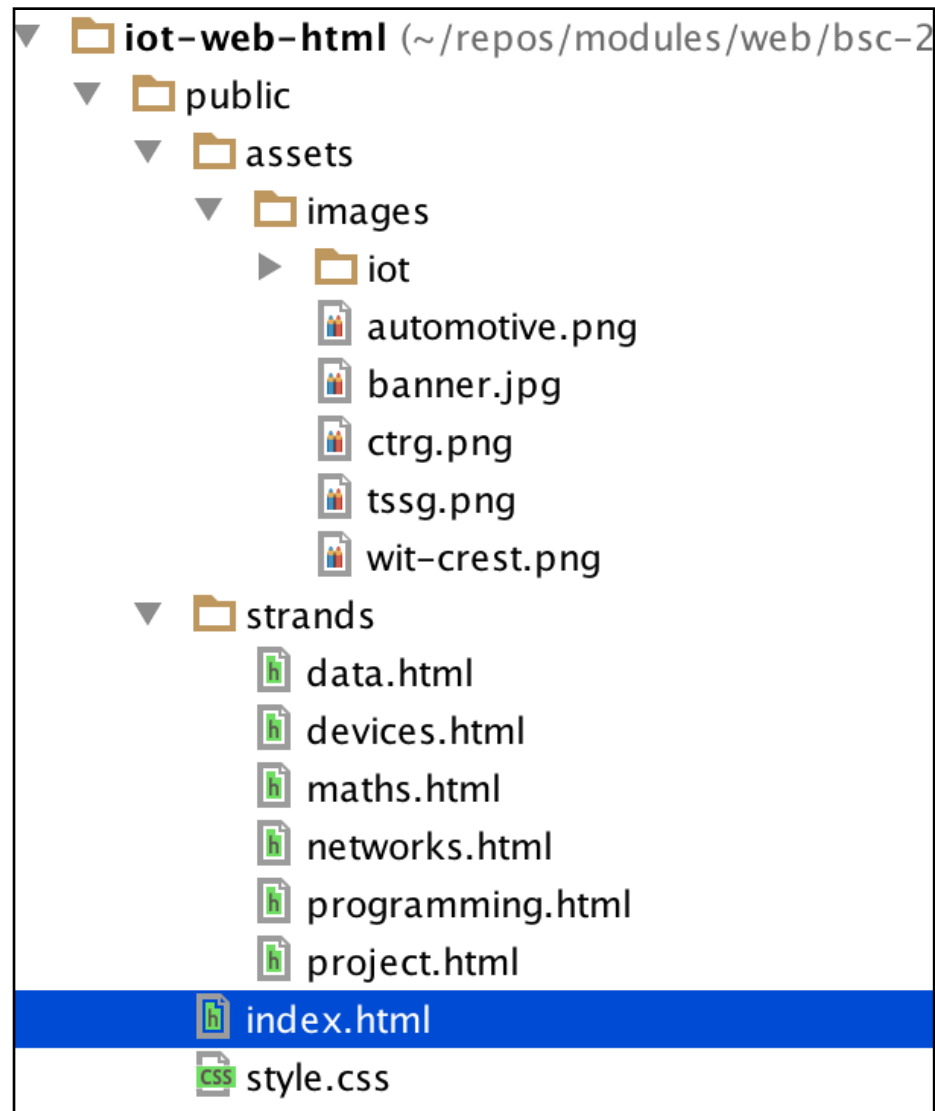 iot-web-html (~/repos/modules/web/bsc-2
public
assets
images
iot
automotive.png
banner.jpg
ctrg.png
tssg.png
wit-crest.png
strands
h data.html
h devices.html
h maths.html
h networks.html
h programming.html
h project.html
h index.html
CSS style.css